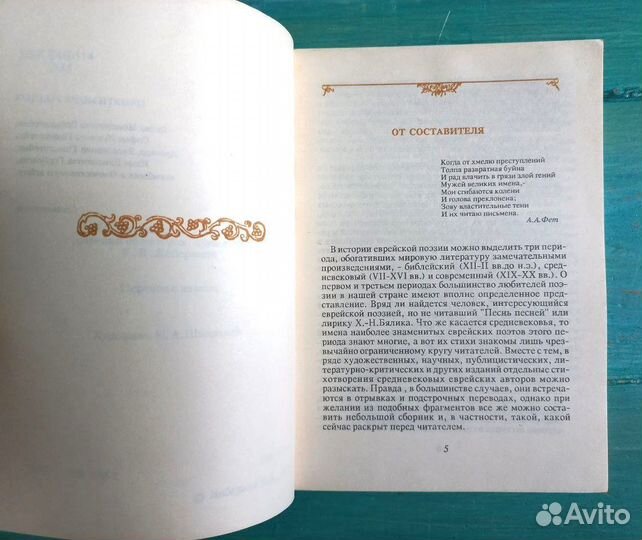 ОТ СОСТАВИТЕЛЯ
Когда от хмелю преступлений
Толпа развратная буйна
И рад влачить в грязи злой гений
Мужей великих имена,-
Мои сгибаются колени
И голова преклонена;
Зову властительные тени
И их читаю письмена.
А.А.Фет
В истории еврейской поэзии можно выделить три пери-
ода, обогативших мировую литературу замечательными
произведениями, - библейский (XII-II вв.до н.э.), сред-
невековый (VII-XVI вв.) и современный (XIX-XX вв.). О
первом и третьем периодах большинство любителей поэ-
зии в нашей стране имеют вполне определенное пред-
ставление. Вряд ли найдется человек, интересующийся
еврейской поэзией, но не читавший "Песнь песней" или
лирику Х.-Н.Бялика. Что же касается средневековья, то
имена наиболее знаменитых еврейских поэтов этого пе-
риода знают многие, а вот их стихи знакомы лишь чрез-
вычайно ограниченному кругу читателей. Вместе с тем, в
ряде художественных, научных, публицистических,
литературно-критических и других изданий отдельные сти-
хотворения средневековых еврейских авторов можно
разыскать. Правда , в большинстве случаев, они встреча-
ются в отрывках и подстрочных переводах, однако при
желании из подобных фрагментов все же можно соста-
вить небольшой сборник и, в частности, такой, какой
сейчас раскрыт перед читателем.
5
Avito